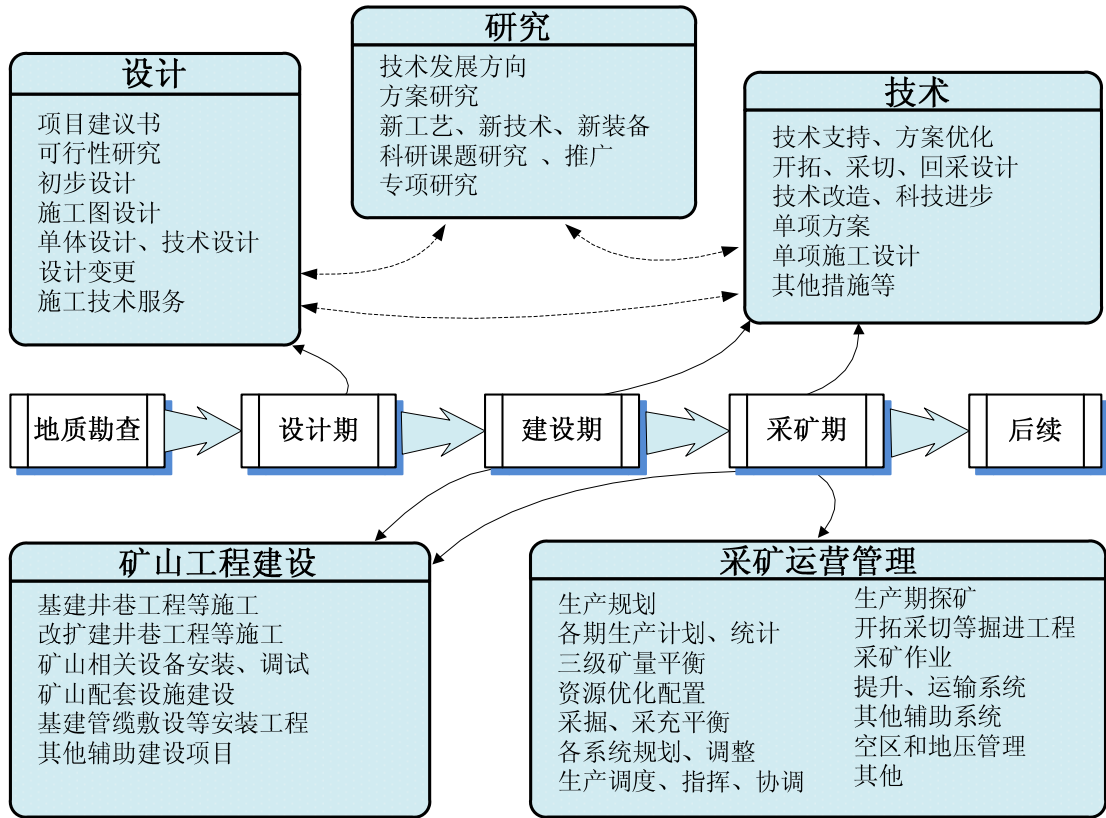 设计
项目建议书
可行性研究
初步设计
施工图设计
单体设计、技术设计
设计变更
施工技术服务
研究
技术发展方向
方案研究
新工艺、新技术、新装备
科研课题研究 、推广
专项研究
技术
技术支持、方案优化
开拓、采切、回采设计
技术改造、科技进步
单项方案
单项施工设计
其他措施等
地质勘查
设计期
建设期
采矿期
后续
矿山工程建设
基建井巷工程等施工
改扩建井巷工程等施工
矿山相关设备安装、调试
矿山配套设施建设
基建管缆敷设等安装工程
其他辅助建设项目
采矿运营管理
生产规划
各期生产计划、统计
三级矿量平衡
资源优化配置
采掘、采充平衡
各系统规划、调整
生产调度、指挥、协调
生产期探矿
开拓采切等掘进工程
采矿作业
提升、运输系统
其他辅助系统
空区和地压管理
其他